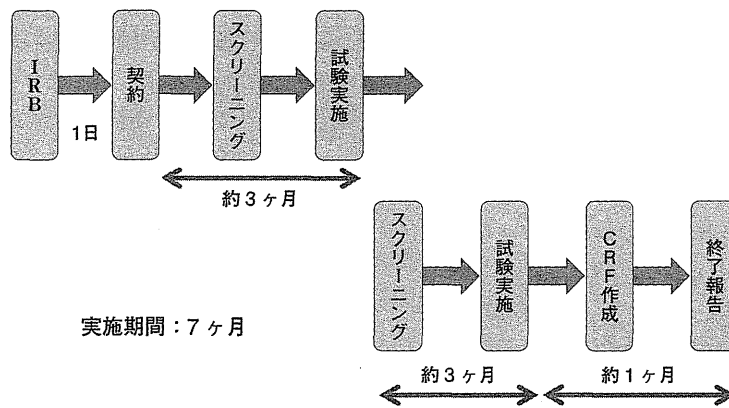 IRB
1日
契約
スクリーニング
試験実施
約3ヶ月
スクリーニング
試験実施
CRF作成
終了報告
実施期間:7ヶ月
約3ヶ月
約1ヶ月